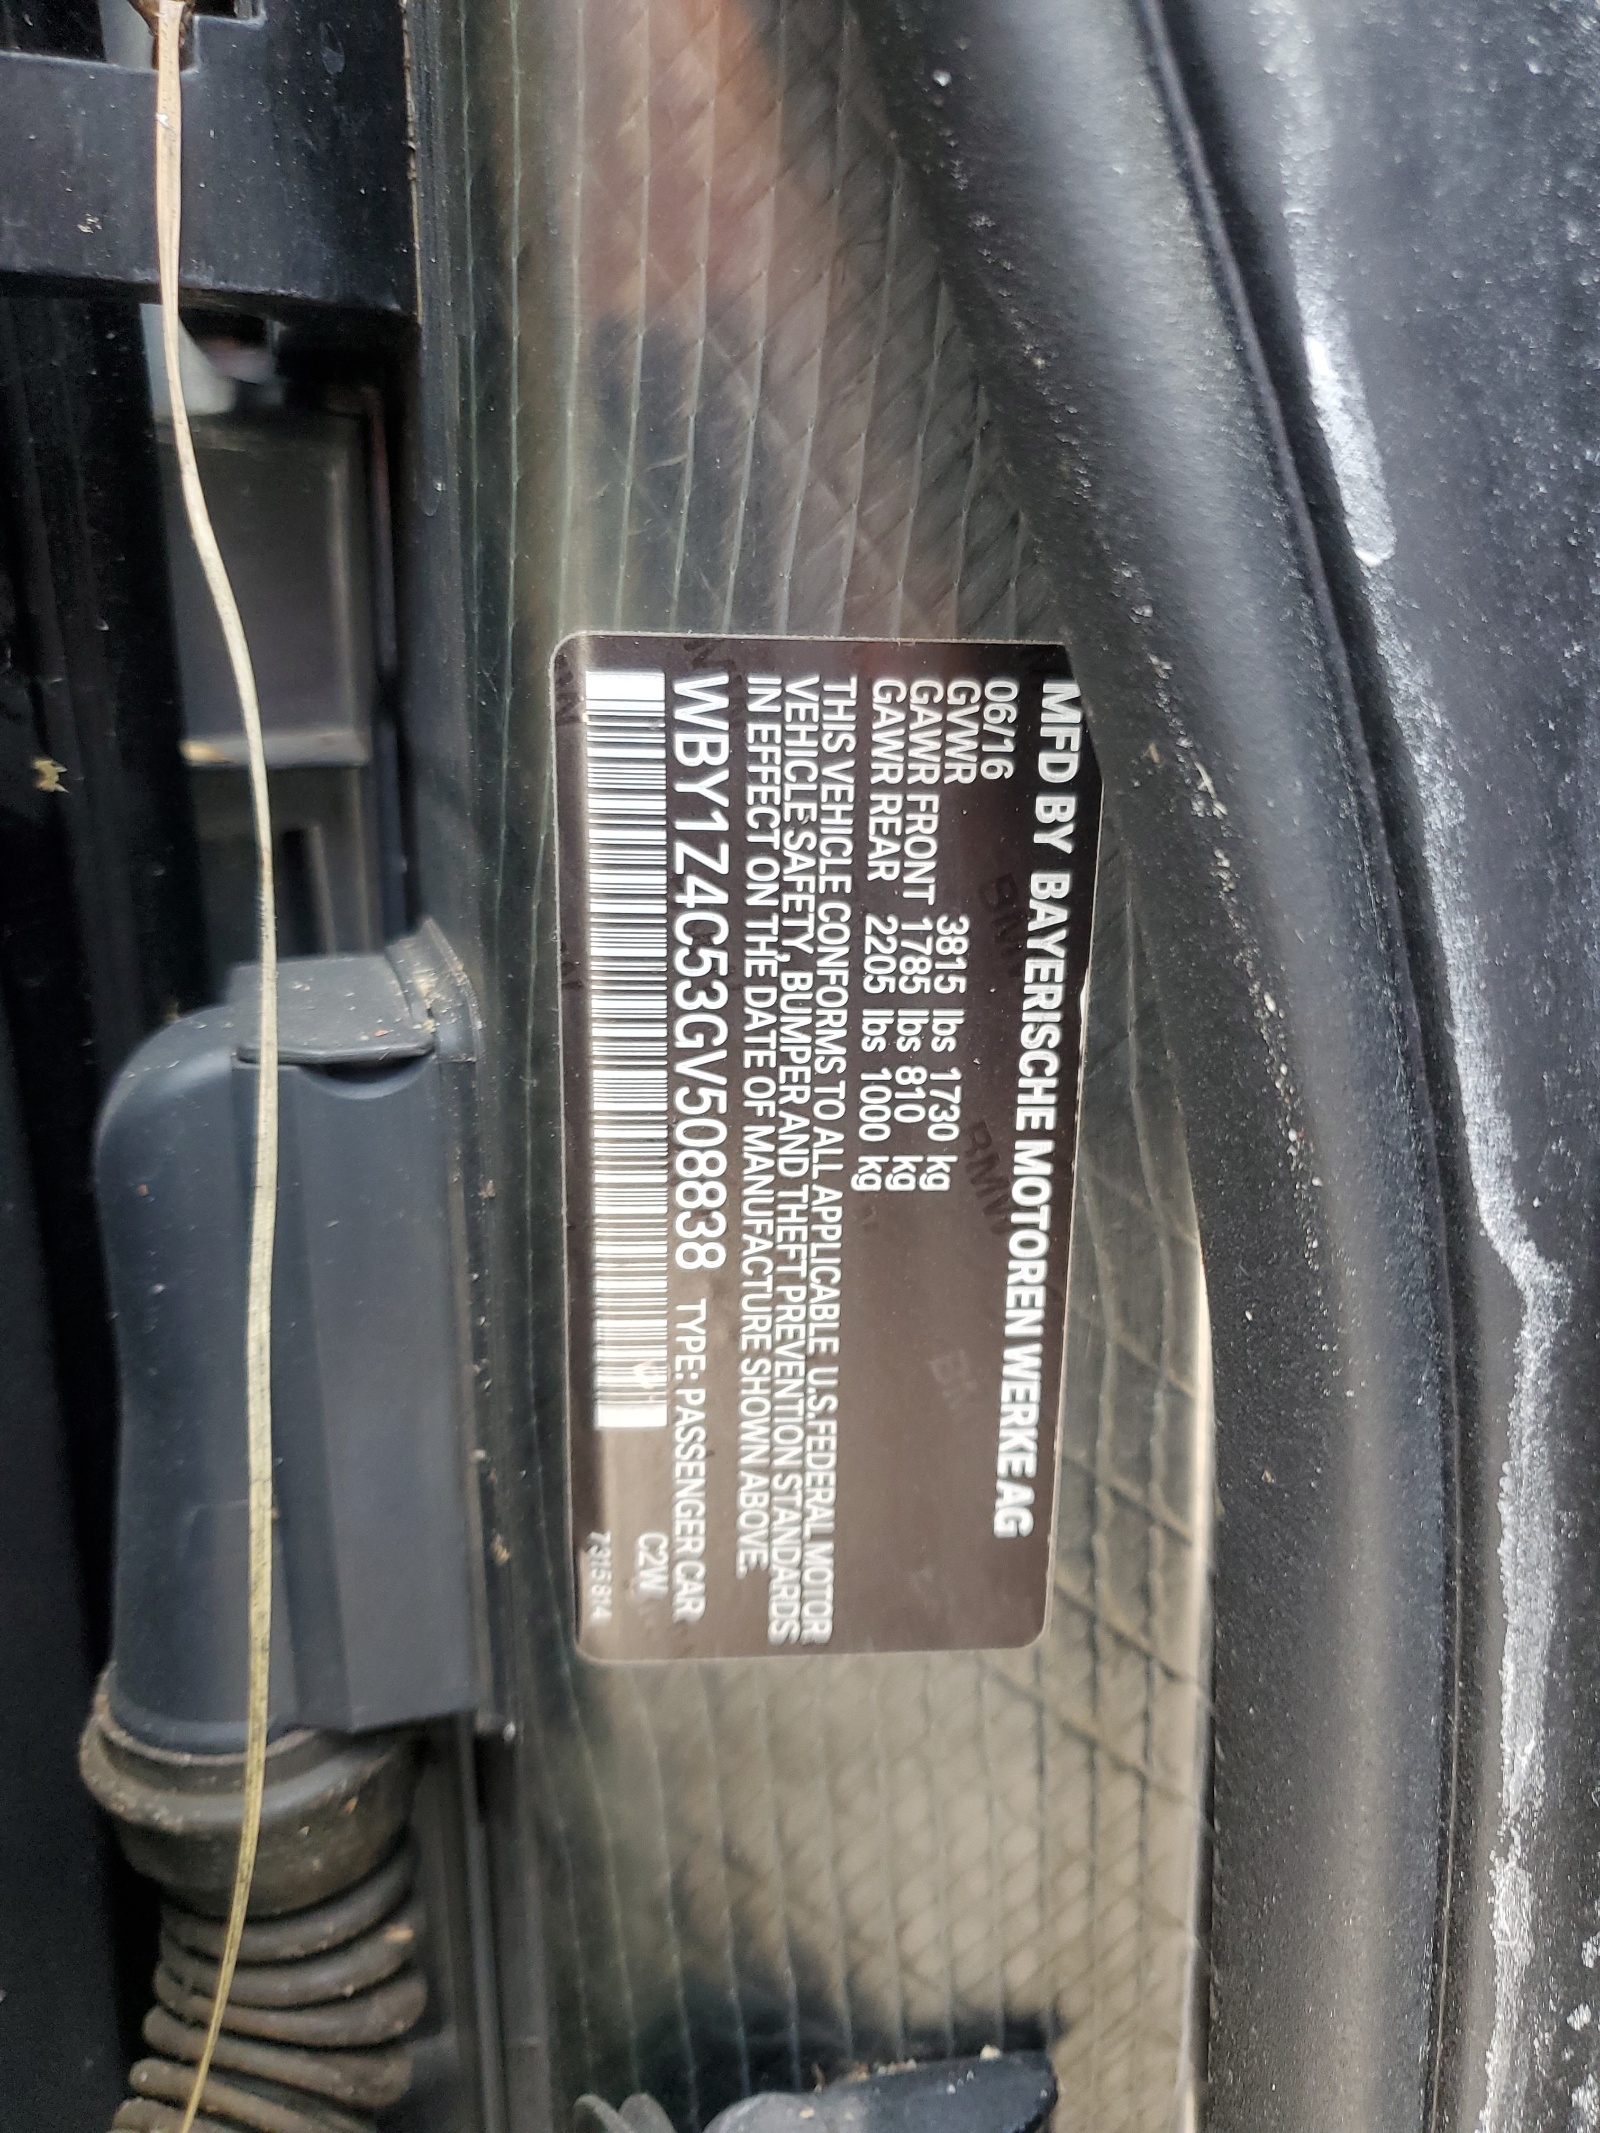 MFD BY BAYERISCHE MOTOREN WERKE AG
06/16
GVWR 3815 lbs 1730 kg
GAWR FRONT 1785 lbs 810 kg
GAWR REAR 2205 lbs 1000 kg
THIS VEHICLE CONFORMS TO ALL APPLICABLE U.S.FEDERAL MOTOR
VEHICLE SAFETY, BUMPER AND THEFT PREVENTION STANDARDS
IN EFFECT ON THE DATE OF MANUFACTURE SHOWN ABOVE.
WBY1Z4C53GV508838 TYPE: PASSENGER CAR
C2W
7315814